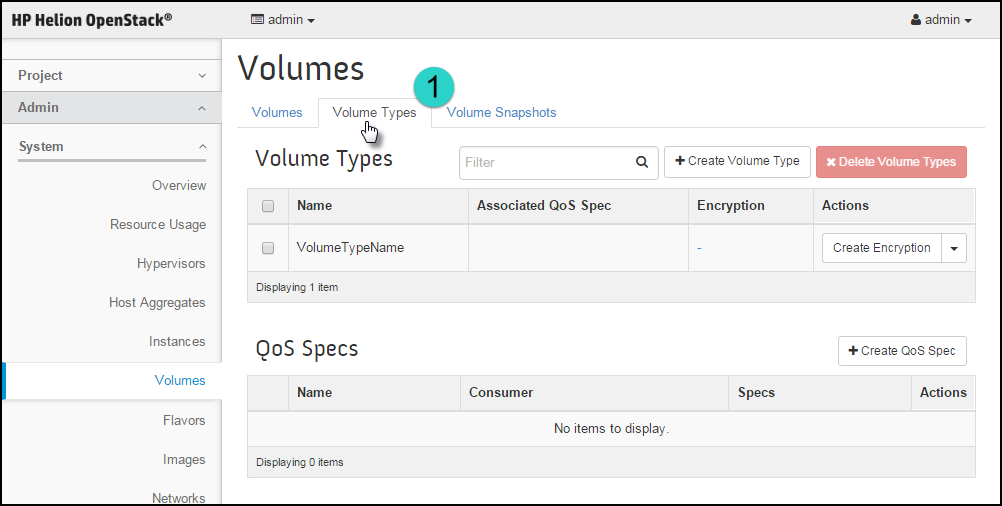 HP Helion OpenStack®
admin
admin
Project
Admin
System
Overview
Resource Usage
Hypervisors
Host Aggregates
Instances
Volumes
Flavors
Images
Networks
Volumes
1
Volumes Volume Types Volume Snapshots
Volume Types
Filter
Create Volume Type
Delete Volume Types
Name Associated QoS Spec Encryption Actions
VolumeTypeName - Create Encryption
Displaying 1 item
QoS Specs
Create QoS Spec
Name Consumer Specs Actions
No items to display.
Displaying 0 items